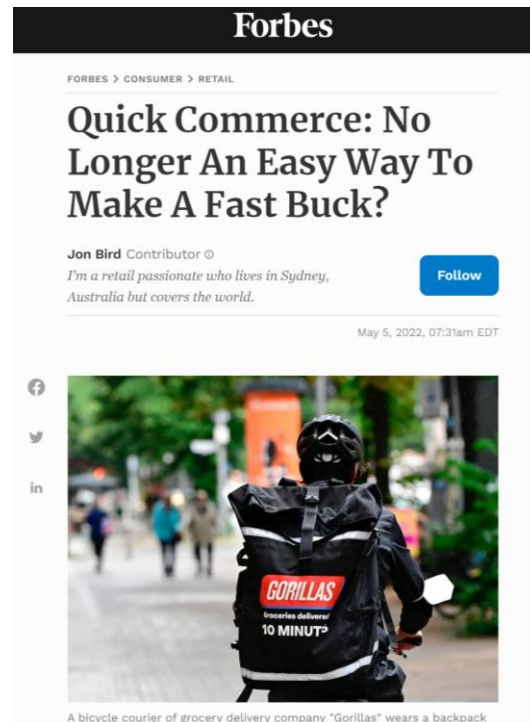 Forbes
FORBES > CONSUMER > RETAIL
Quick Commerce: No
Longer An Easy Way To
Make A Fast Buck?
Jon Bird Contributor
I'm a retail passionate who lives in Sydney,
Australia but covers the world.
Follow
May 5, 2022, 07:31am EDT
in
GORILLAS
Groceries delivered
10 MINUT
A bicycle courier of grocery delivery company "Gorillas" wears a backpack